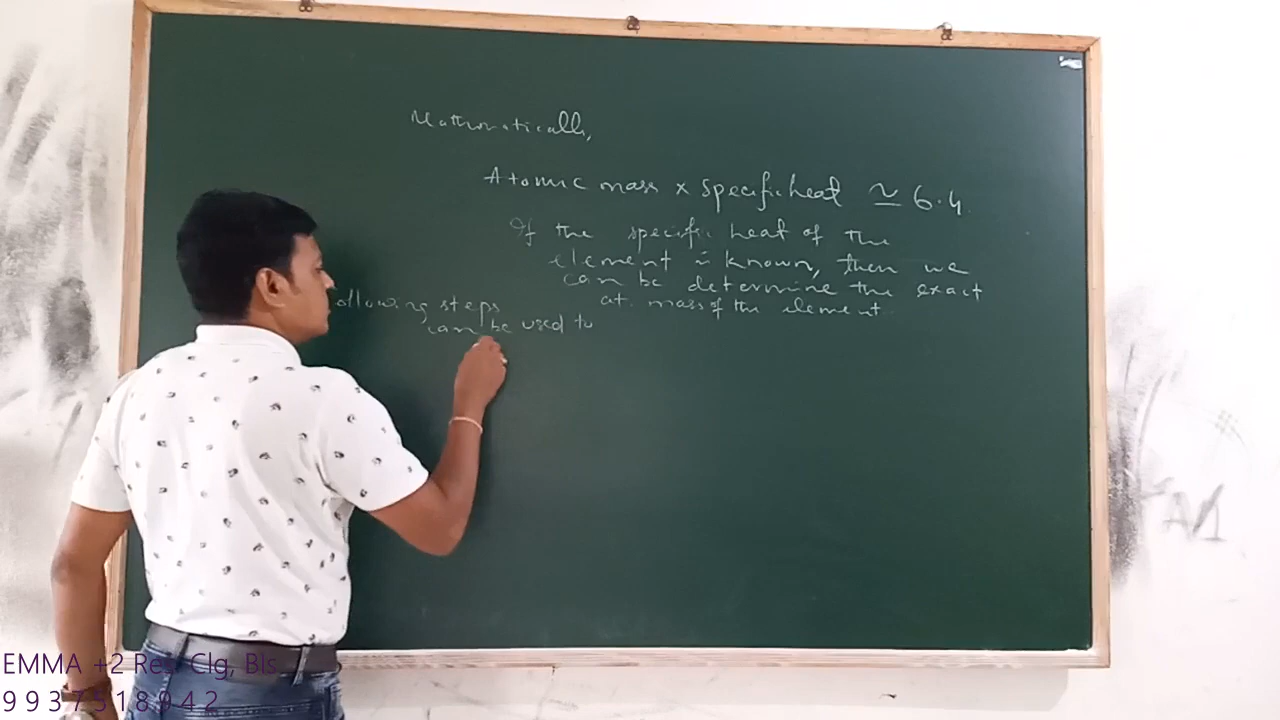 Mathematically,
Atomic mass x specific heat ≃ 6.4
If the specific heat of the
element is known, then we
can be determine the exact
at. mass of the element.
ollowing steps
can be used to
EMMA +2 Res. Clg, Bls
9937518942